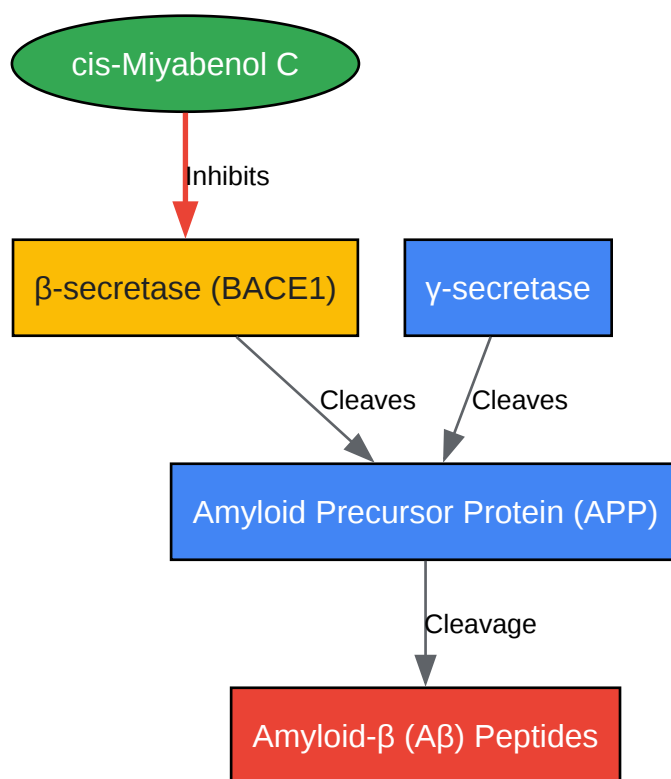 cis-Miyabenol C
Inhibits
β-secretase (BACE1)
γ-secretase
Cleaves
Cleaves
Amyloid Precursor Protein (APP)
Cleavage
Amyloid-β (Aβ) Peptides